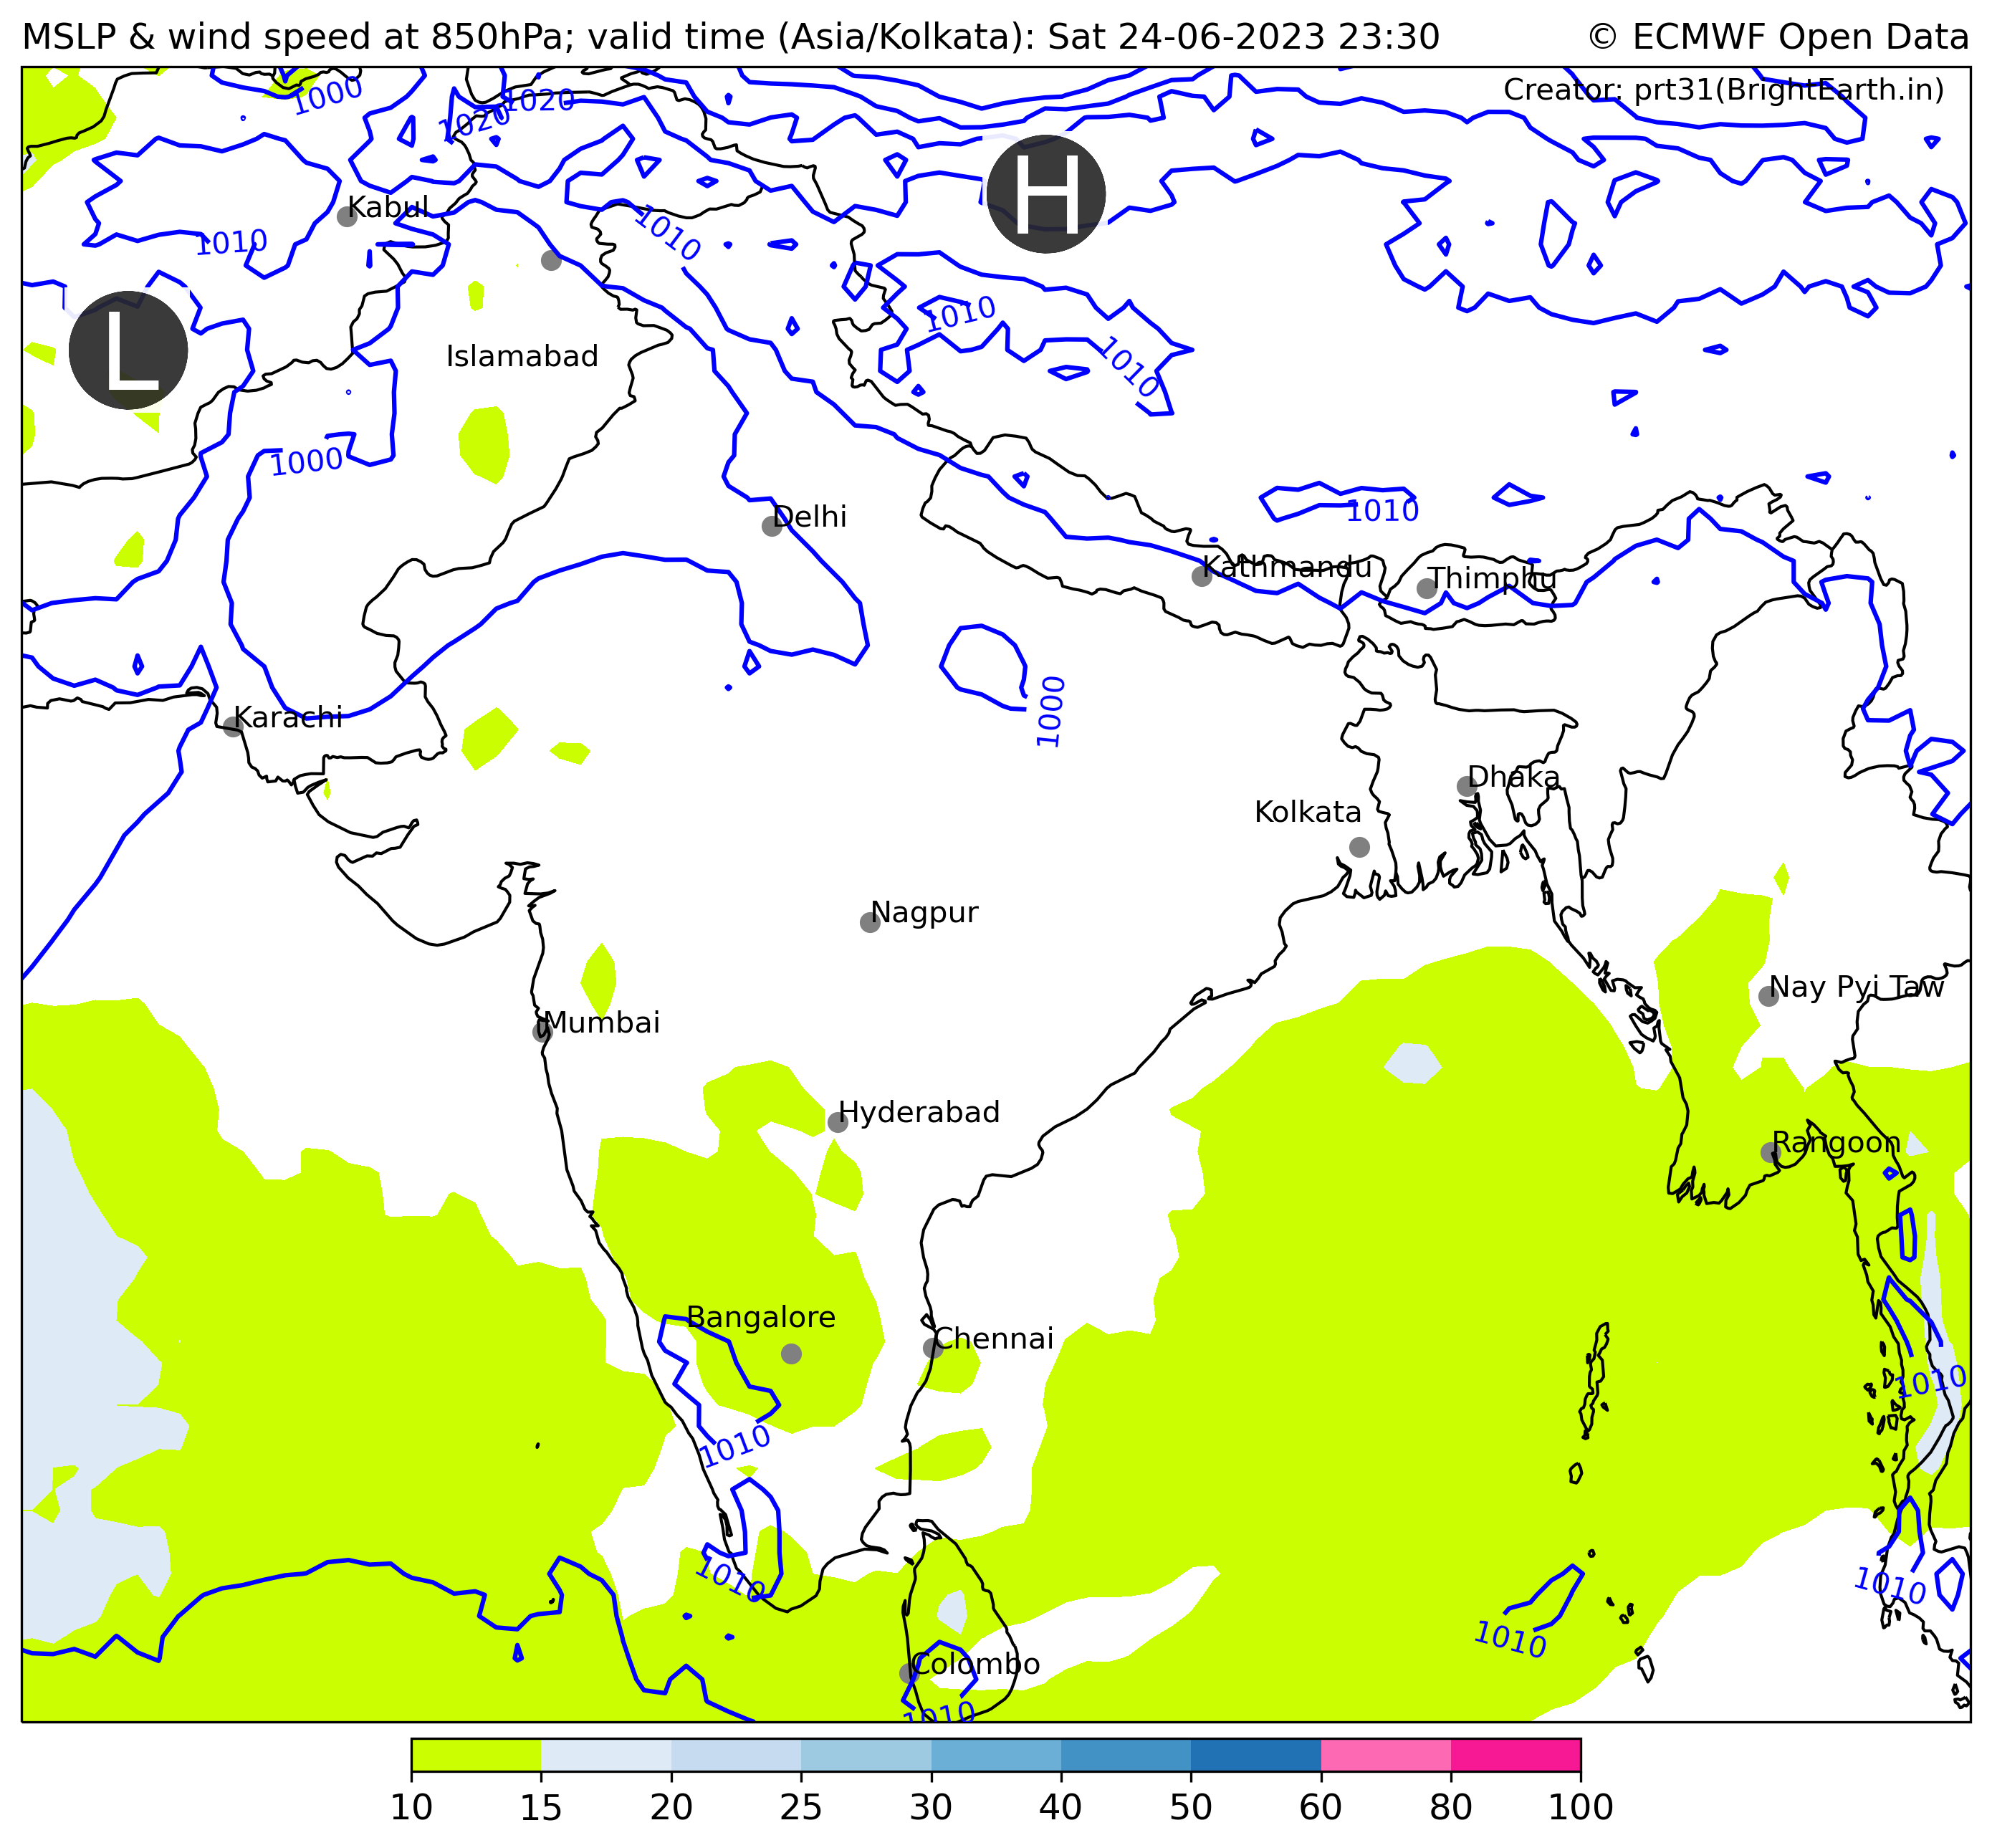 MSLP & wind speed at 850hPa; valid time (Asia/Kolkata): Sat 24-06-2023 23:30
© ECMWF Open Data
Creator: prt31(BrightEarth.in)
1000
1020
1020
H
Kabul
1010
1010
L
1010
Islamabad
1010
1000
Delhi
1010
Kathmandu
Thimphu
1000
Karachi
Dhaka
Kolkata
Nagpur
Nay Pyi Taw
Mumbai
Hyderabad
Rangoon
Bangalore
Chennai
1010
1010
1010
1010
1010
Colombo
1010
10 15 20 25 30 40 50 60 80 100